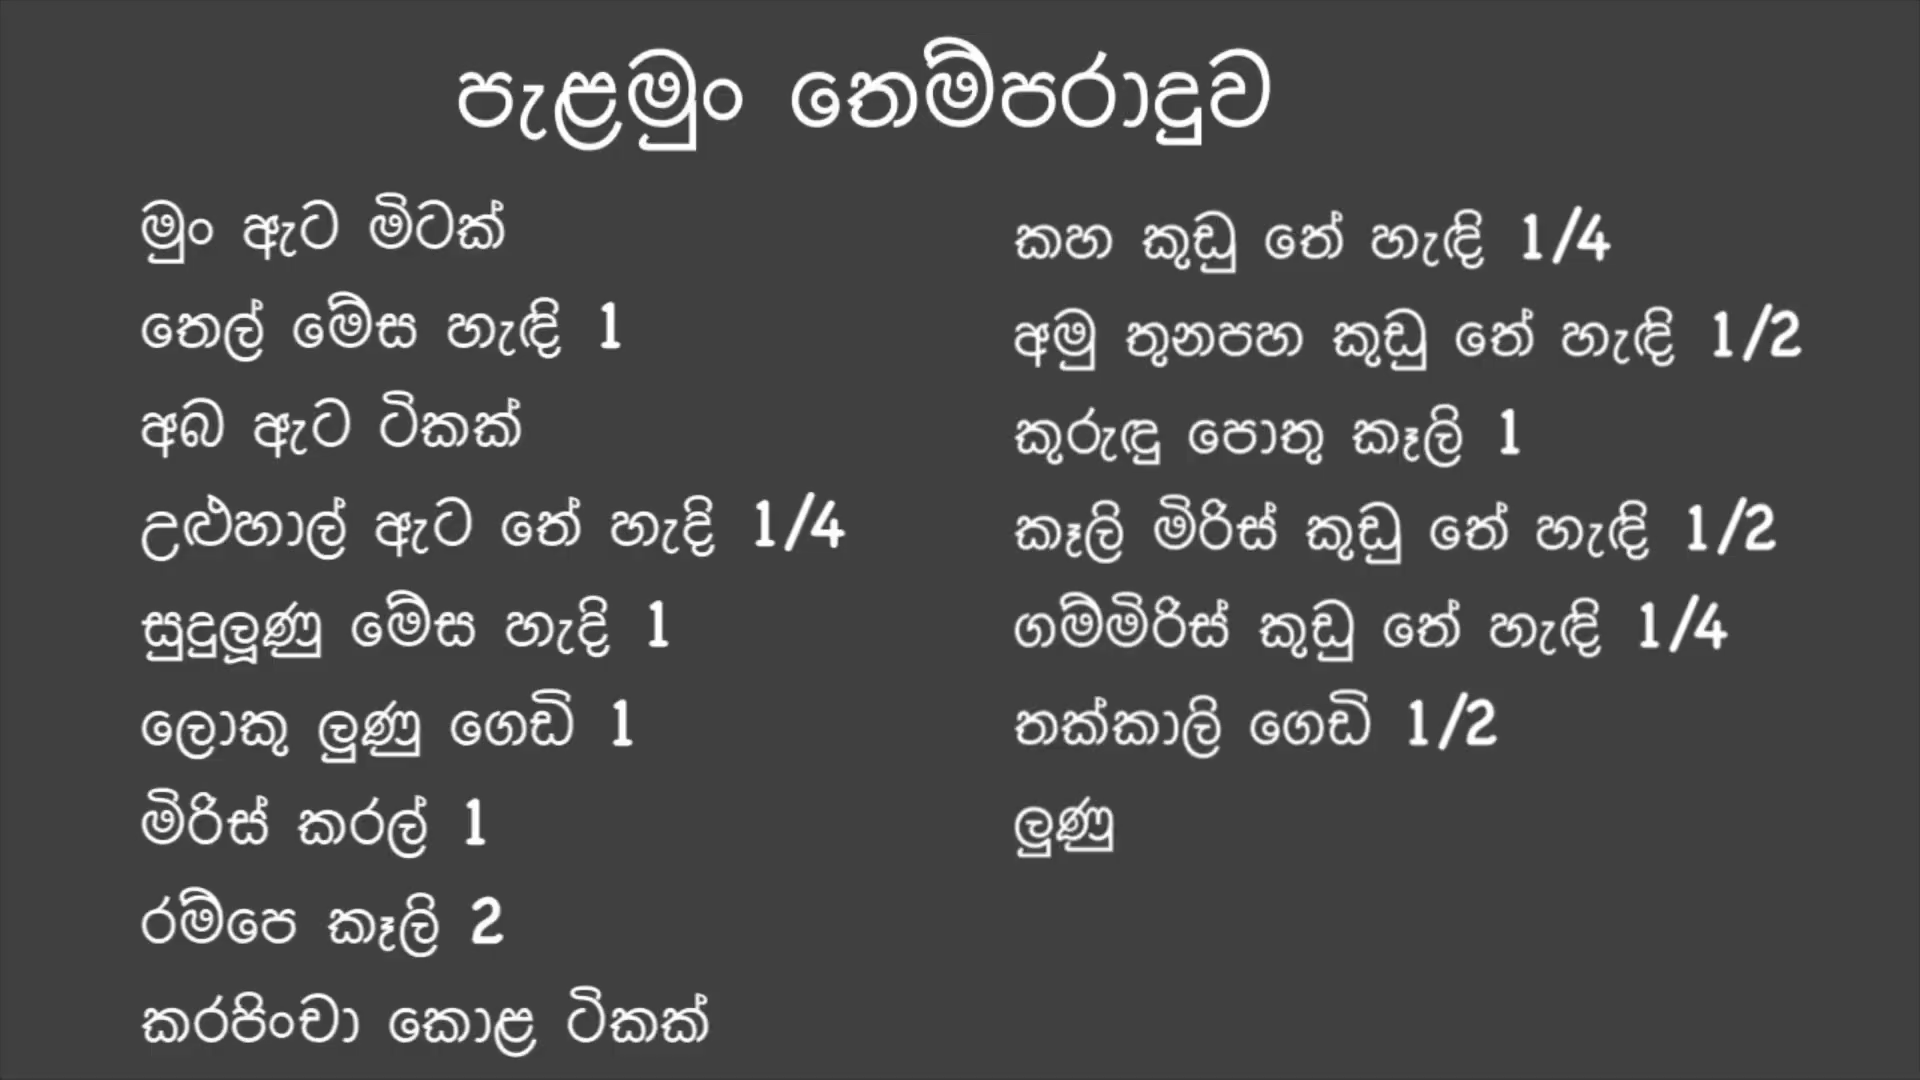 පැළමුං තෙම්පරාදුව
මුං ඇට මිටක්
තෙල් මේස හැඳි 1
අබ ඇට ටිකක්
උළුහාල් ඇට තේ හැදි 1/4
සුදුලූණු මේස හැදි 1
ලොකු ලුණු ගෙඩි 1
මිරිස් කරල් 1
රම්පෙ කෑලි 2
කරපිංචා කොළ ටිකක්
කහ කුඩු තේ හැඳි 1/4
අමු තුනපහ කුඩු තේ හැඳි 1/2
කුරුඳු පොතු කෑලි 1
කෑලි මිරිස් කුඩු තේ හැඳි 1/2
ගම්මිරිස් කුඩු තේ හැඳි 1/4
තක්කාලි ගෙඩි 1/2
ලුණු